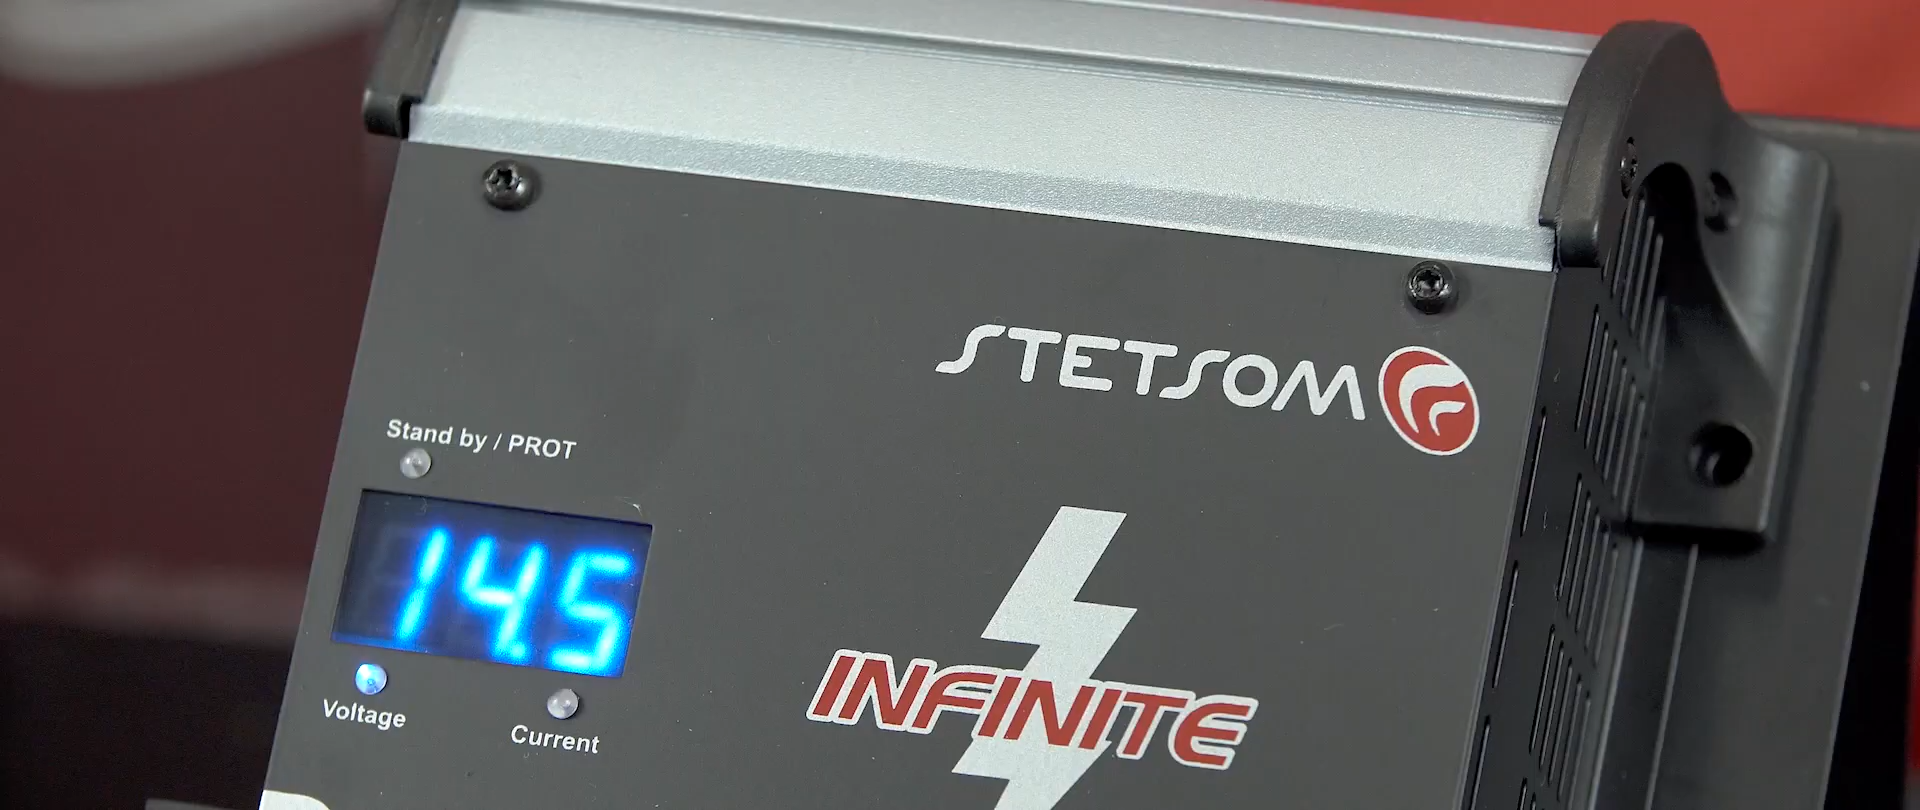 STETSOM
Stand by / PROT
14.5
Voltage
Current
INFINITE